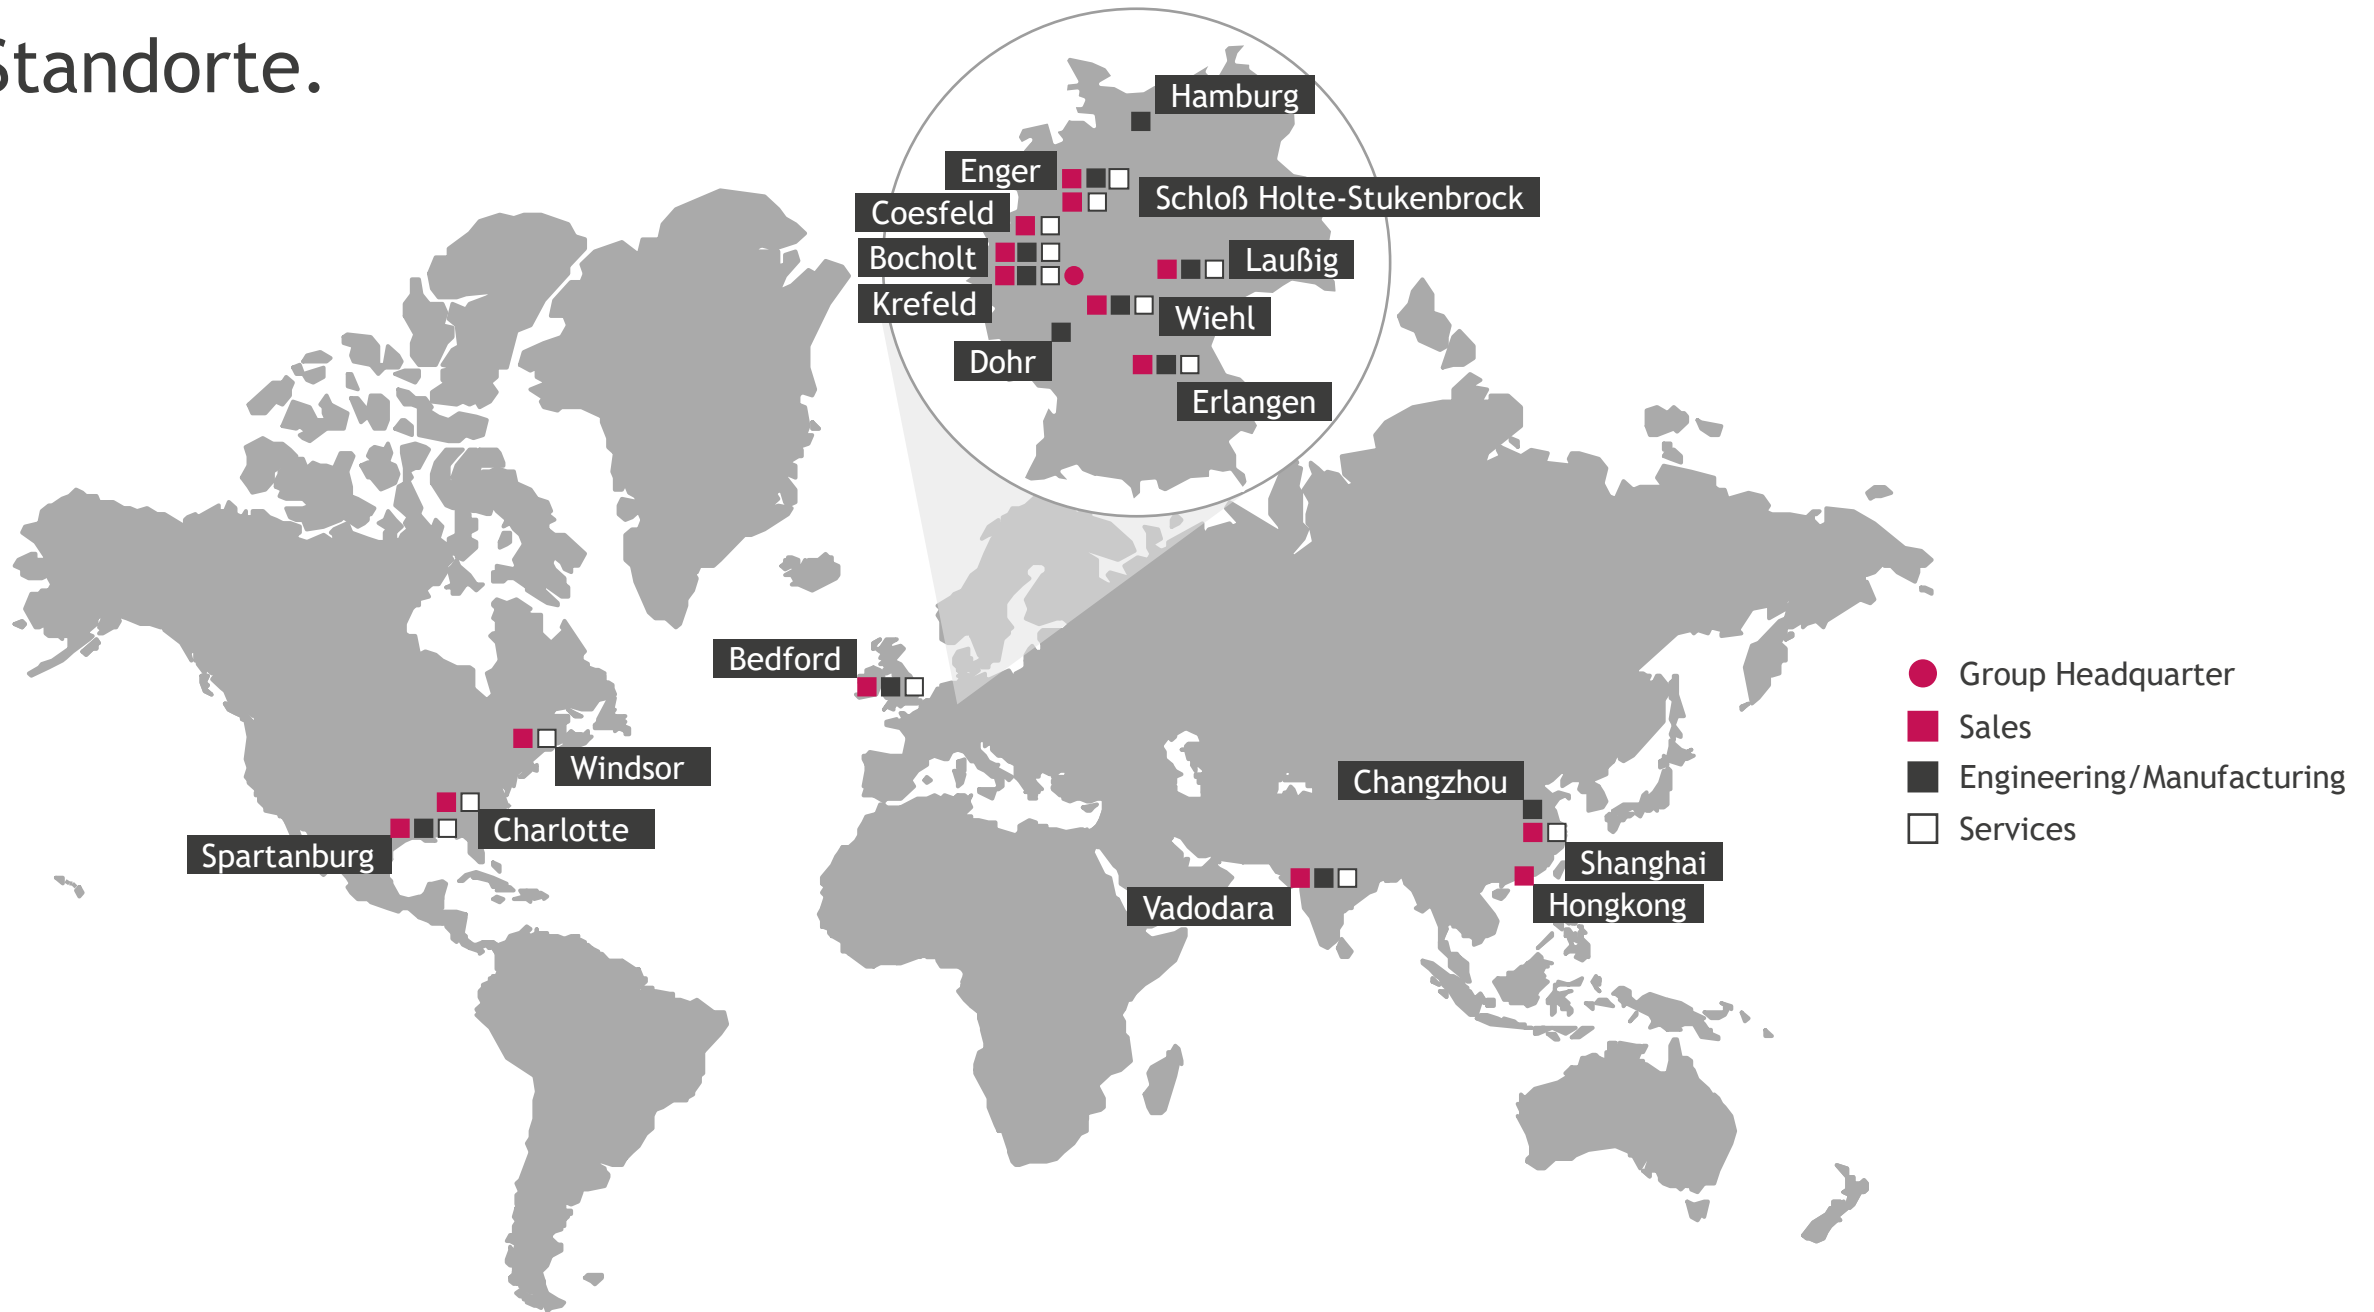 Standorte.
Hamburg
Enger
Schloß Holte-Stukenbrock
Coesfeld
Bocholt
Laußig
Krefeld
Wiehl
Dohr
Erlangen
Bedford
Group Headquarter
Sales
Engineering/Manufacturing
Services
Windsor
Changzhou
Charlotte
Spartanburg
Shanghai
Vadodara
Hongkong